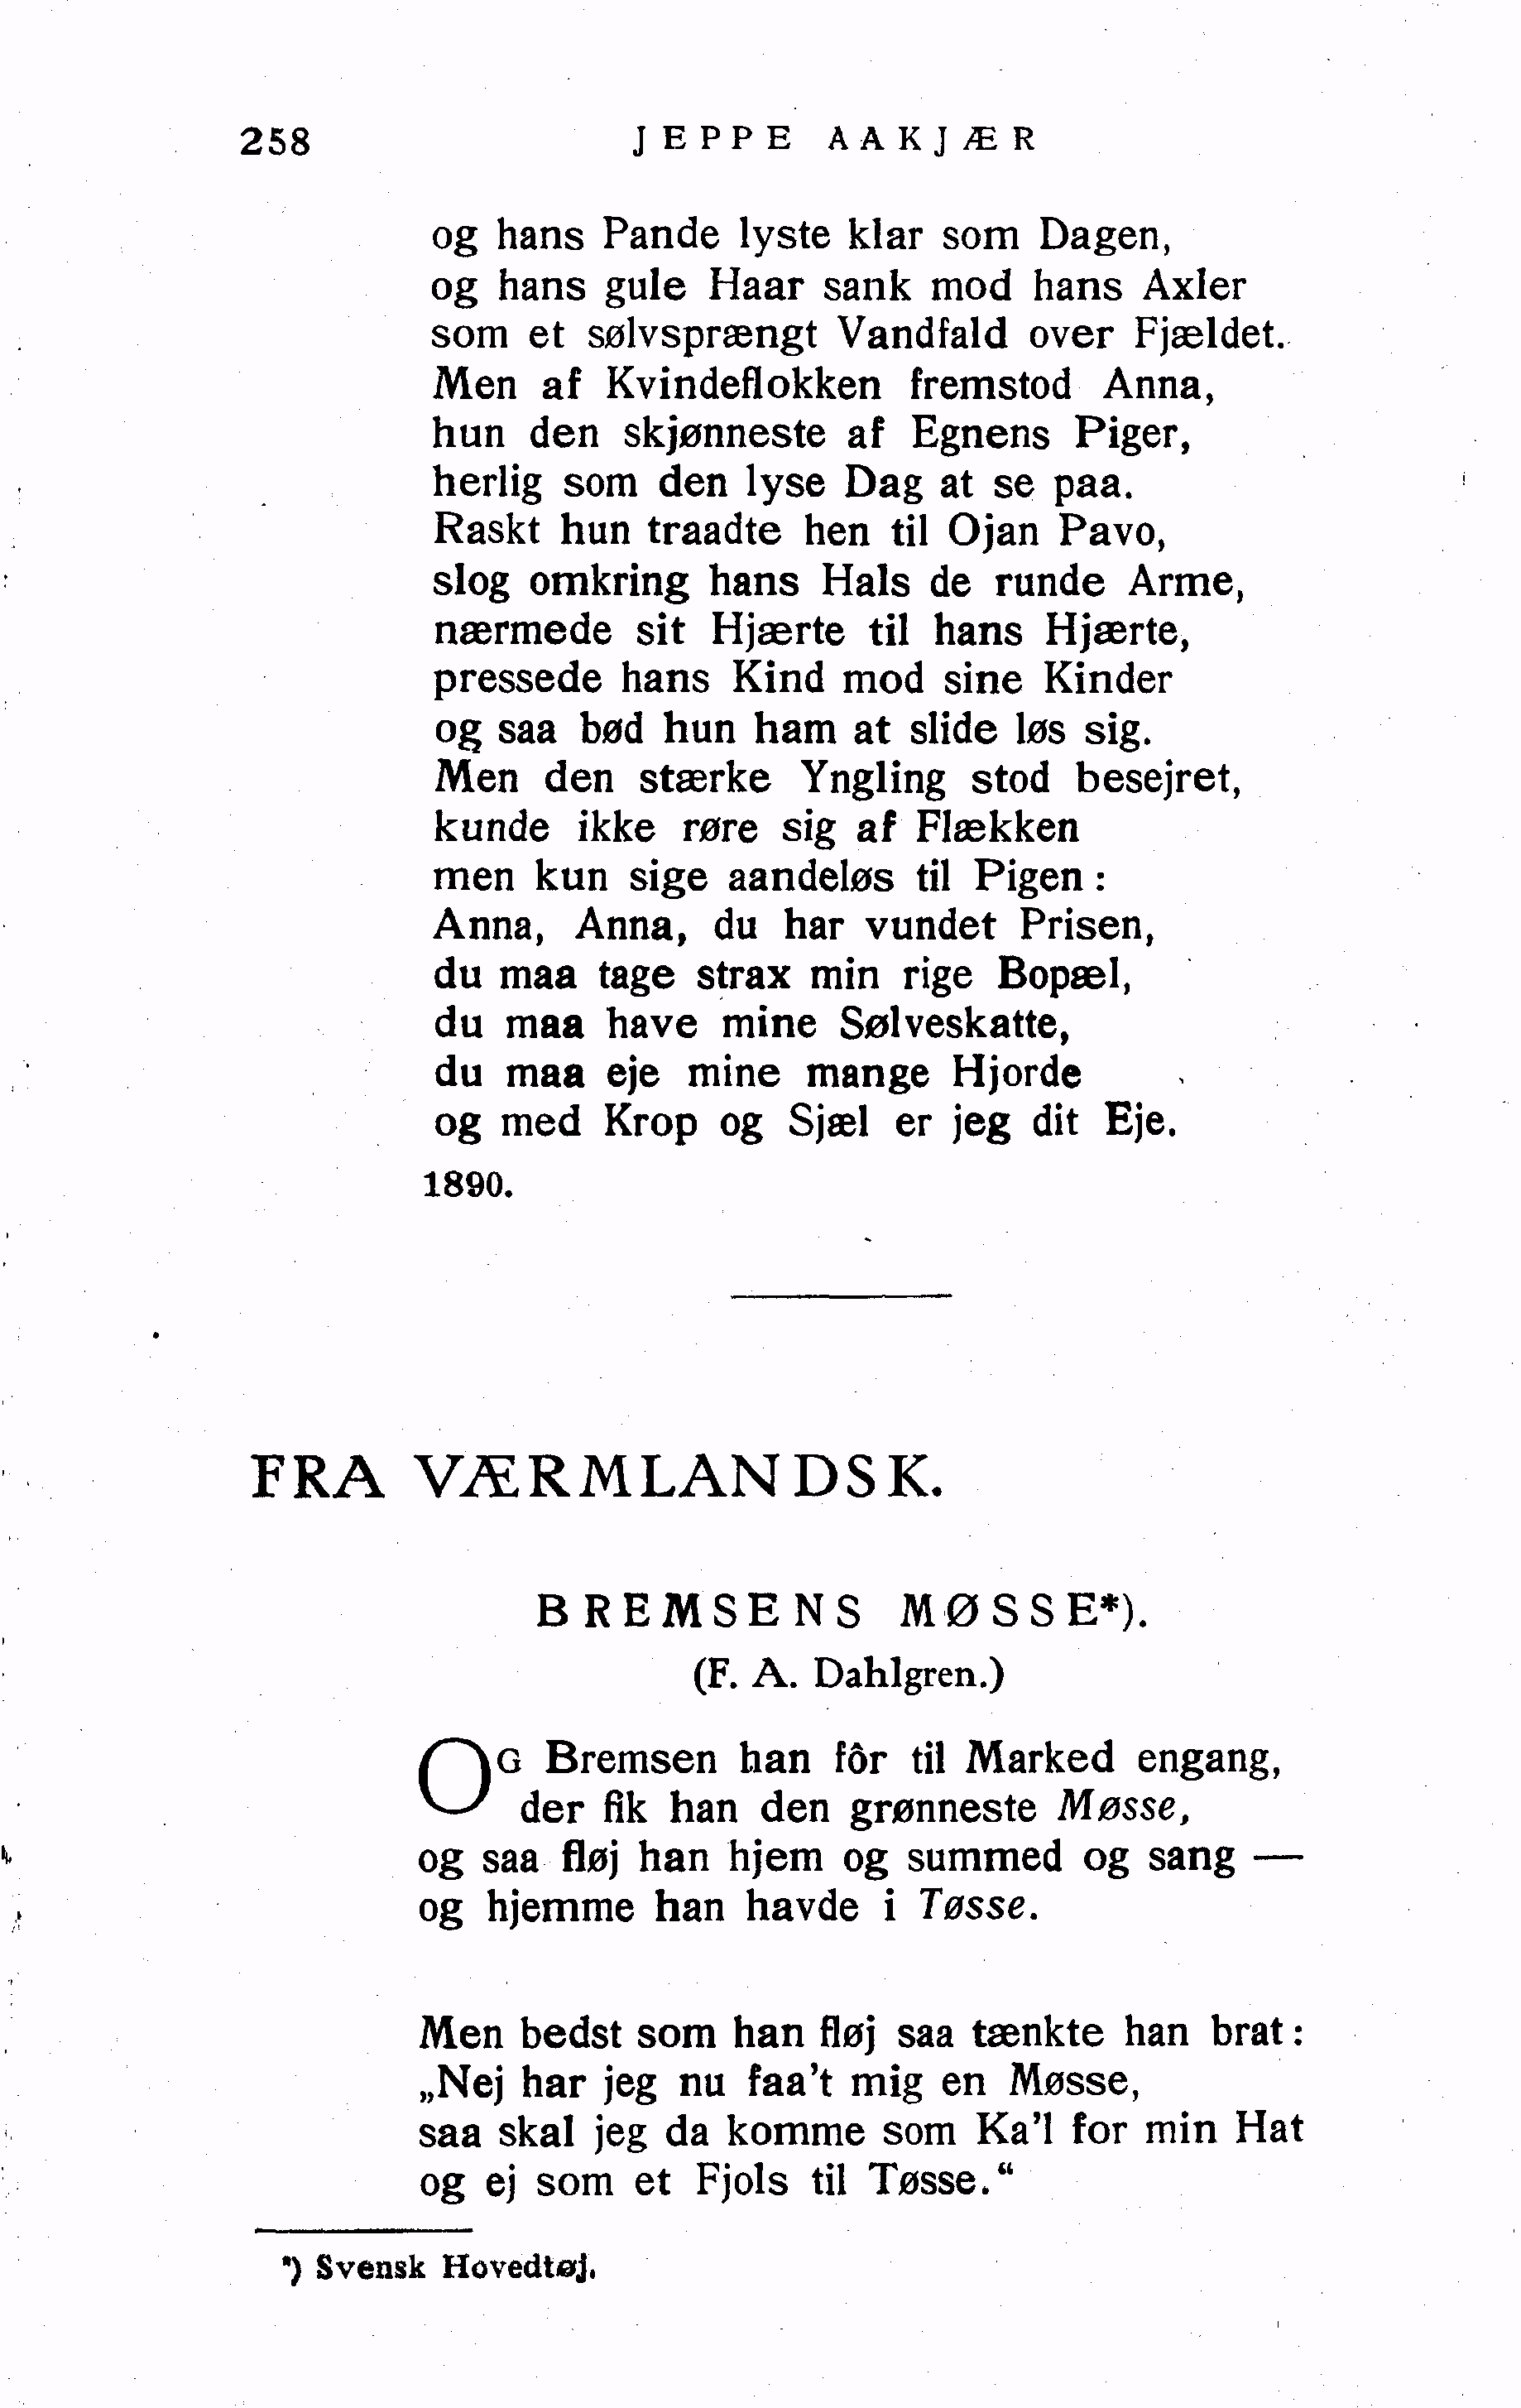 258 JEPPE AAKJÆR
og hans Pande lyste klar som Dagen,
og hans gule Haar sank mod hans Axler
som et sølvsprængt Vandfald over Fjældet.
Men af Kvindeflokken fremstod Anna,
hun den skjønneste af Egnens Piger,
herlig som den lyse Dag at se paa.
Raskt hun traadte hen til Ojan Pavo,
slog omkring hans Hals de runde Arme,
nærmede sit Hjærte til hans Hjærte,
pressede hans Kind mod sine Kinder
og saa bød hun ham at slide løs sig.
Men den stærke Yngling stod besejret,
kunde ikke røre sig af Flækken
men kun sige aandeløs til Pigen :
Anna, Anna, du har vundet Prisen,
du maa tage strax min rige Bopæl,
du maa have mine Sølveskatte,
du maa eje mine mange Hjorde
og med Krop og Sjæl er jeg dit Eje.
1890.
FRA VÆRMLANDSK.
BREMSENS MØSSE*).
(F. A. Dahlgren.)
OG Bremsen han fôr til Marked engang,
der fik han den grønneste Møsse,
og saa fløj han hjem og summed og sang —
og hjemme han havde i Tøsse.
Men bedst som han fløj saa tænkte han brat :
„Nej har jeg nu faa't mig en Møsse,
saa skal jeg da komme som Ka'l for min Hat
og ej som et Fjols til Tøsse.“
*) Svensk Hovedtøj.